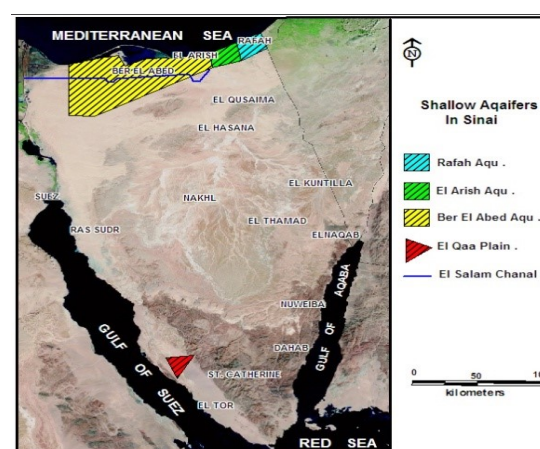 MEDITERRANEAN SEA
RAFAH
EL ARISH
BER EL ABED
EL QUSAIMA
EL HASANA
EL KUNTILLA
SUEZ
NAKHL
EL THAMAD
RAS SUDR
ELNAQAB
NUWEIBA
GULF OF AQABA
DAHAB
GULF OF SUEZ
ST. CATHERINE
EL TOR
RED SEA
N
Shallow Aqaifers
In Sinai
Rafah Aqu .
El Arish Aqu .
Ber El Abed Aqu .
El Qaa Plain .
El Salam Chanal
0 50 100
kilometers